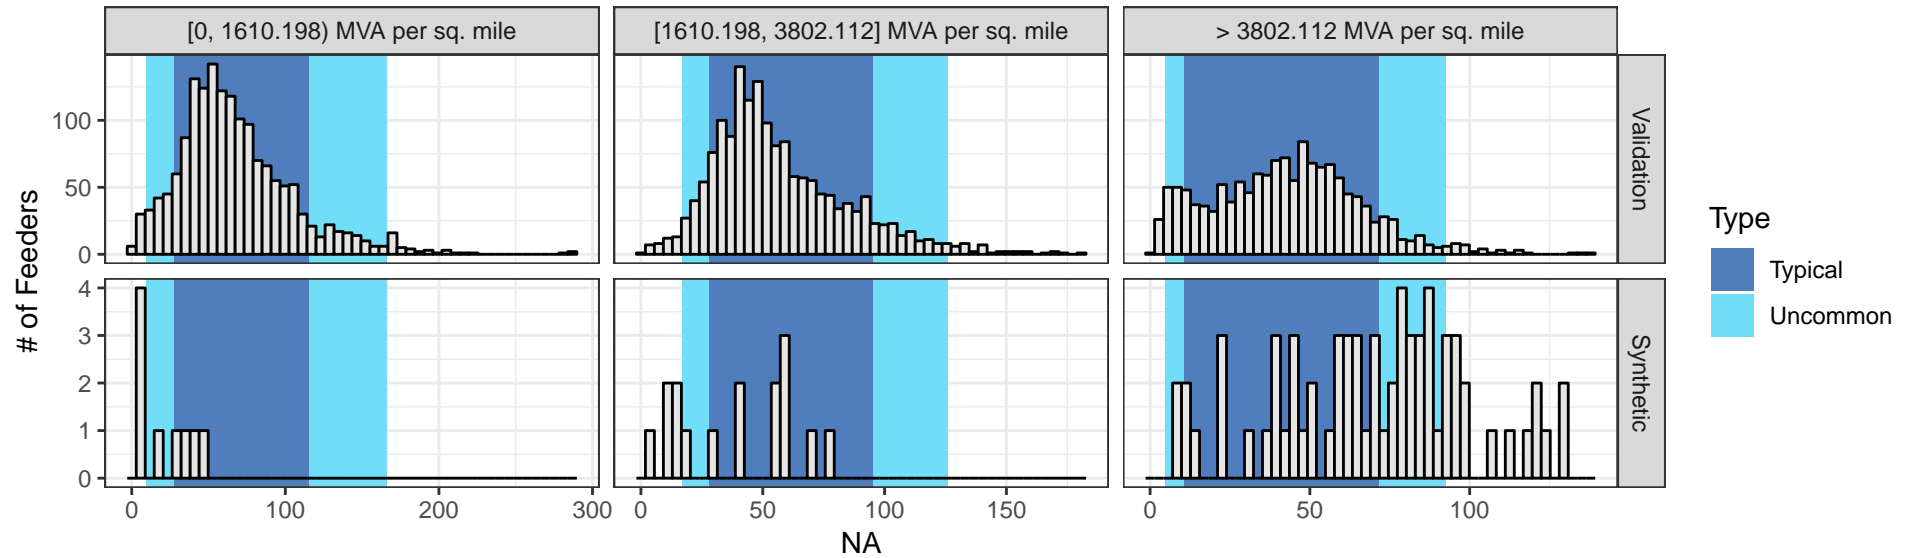 [0, 1610.198) MVA per sq. mile
[1610.198, 3802.112] MVA per sq. mile
> 3802.112 MVA per sq. mile
# of Feeders
100
50
0
Validation
4
3
2
1
0
Synthetic
0
100
200
300
0
50
100
150
0
50
100
NA
Type
Typical
Uncommon